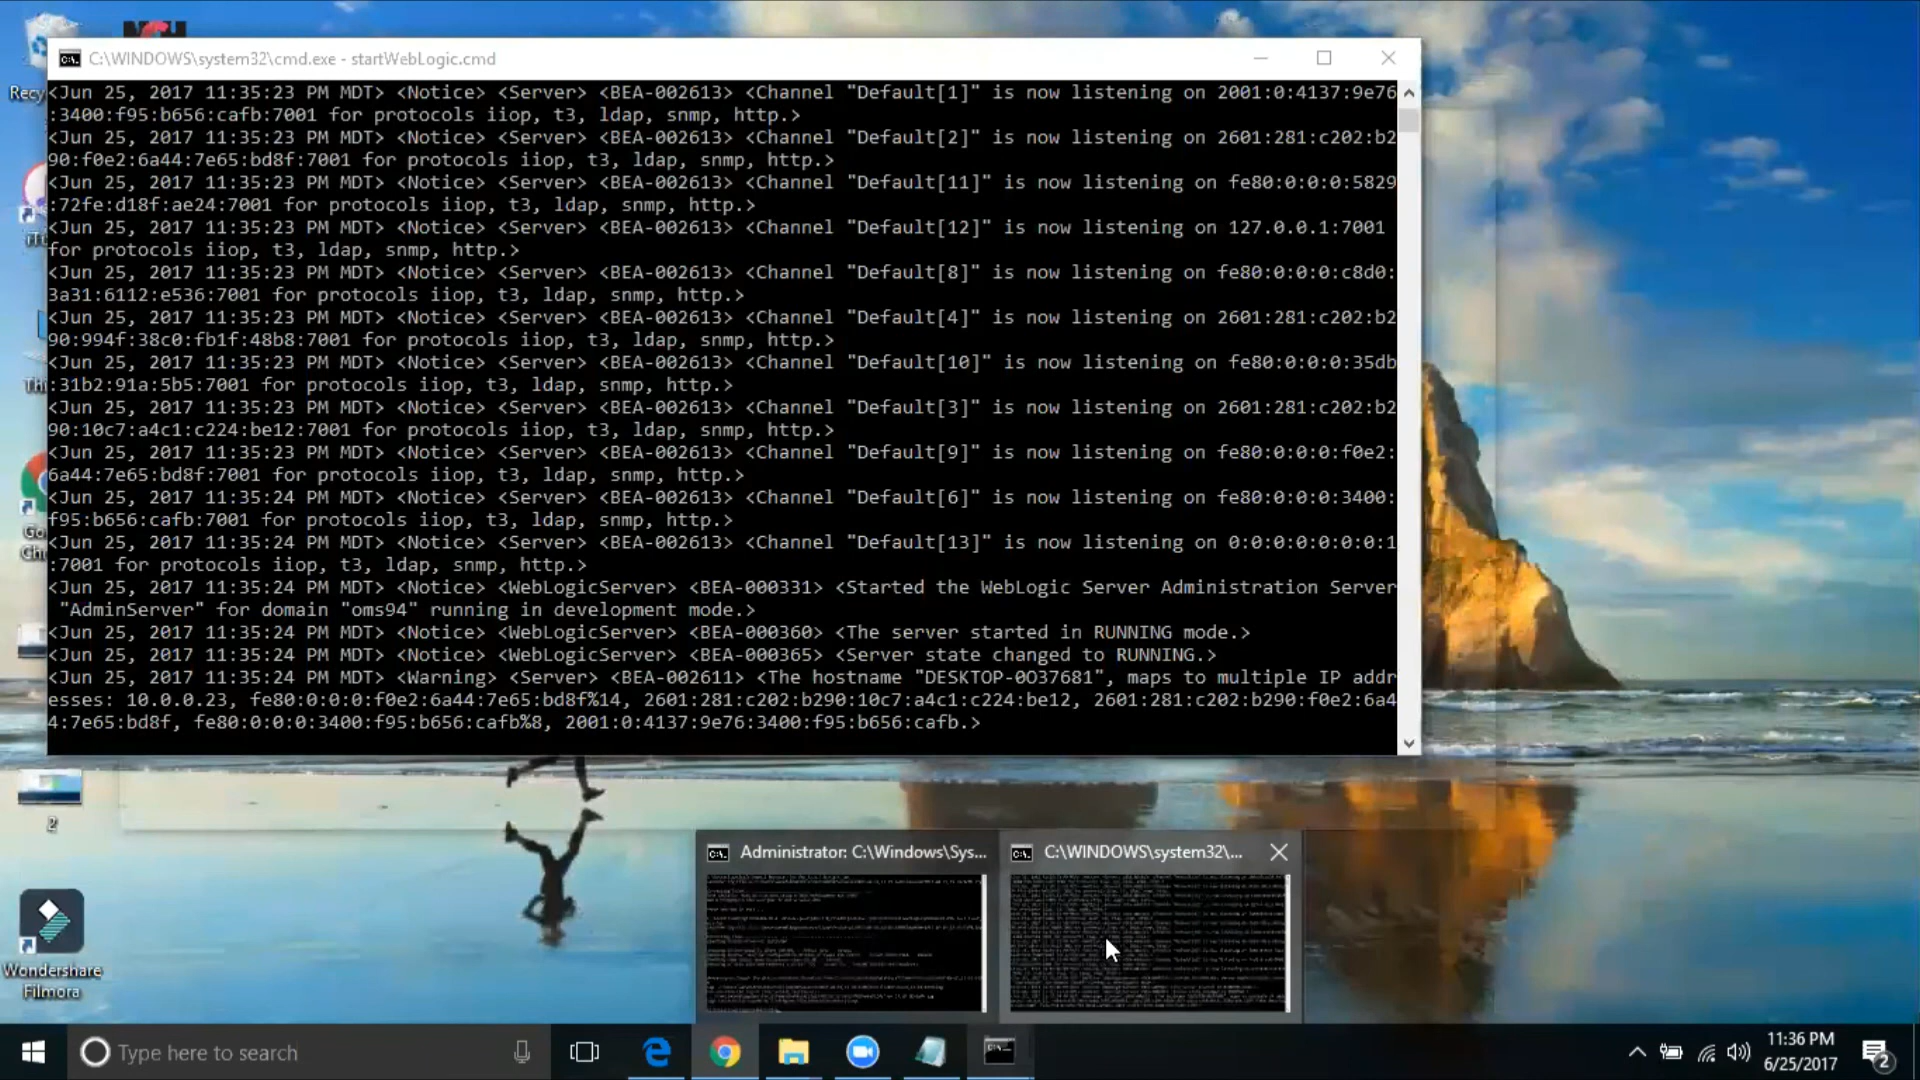 C:\WINDOWS\system32\cmd.exe - startWebLogic.cmd
<Jun 25, 2017 11:35:23 PM MDT> <Notice> <Server> <BEA-002613> <Channel "Default[1]" is now listening on 2001:0:4137:9e76
:3400:f95:b656:cafb:7001 for protocols iiop, t3, ldap, snmp, http.>
<Jun 25, 2017 11:35:23 PM MDT> <Notice> <Server> <BEA-002613> <Channel "Default[2]" is now listening on 2601:281:c202:b2
90:f0e2:6a44:7e65:bd8f:7001 for protocols iiop, t3, ldap, snmp, http.>
<Jun 25, 2017 11:35:23 PM MDT> <Notice> <Server> <BEA-002613> <Channel "Default[11]" is now listening on fe80:0:0:0:5829
:72fe:d18f:ae24:7001 for protocols iiop, t3, ldap, snmp, http.>
<Jun 25, 2017 11:35:23 PM MDT> <Notice> <Server> <BEA-002613> <Channel "Default[12]" is now listening on 127.0.0.1:7001
for protocols iiop, t3, ldap, snmp, http.>
<Jun 25, 2017 11:35:23 PM MDT> <Notice> <Server> <BEA-002613> <Channel "Default[8]" is now listening on fe80:0:0:0:c8d0:
3a31:6112:e536:7001 for protocols iiop, t3, ldap, snmp, http.>
<Jun 25, 2017 11:35:23 PM MDT> <Notice> <Server> <BEA-002613> <Channel "Default[4]" is now listening on 2601:281:c202:b2
90:994f:38c0:fb1f:48b8:7001 for protocols iiop, t3, ldap, snmp, http.>
<Jun 25, 2017 11:35:23 PM MDT> <Notice> <Server> <BEA-002613> <Channel "Default[10]" is now listening on fe80:0:0:0:35db
:31b2:91a:5b5:7001 for protocols iiop, t3, ldap, snmp, http.>
<Jun 25, 2017 11:35:23 PM MDT> <Notice> <Server> <BEA-002613> <Channel "Default[3]" is now listening on 2601:281:c202:b2
90:10c7:a4c1:c224:be12:7001 for protocols iiop, t3, ldap, snmp, http.>
<Jun 25, 2017 11:35:23 PM MDT> <Notice> <Server> <BEA-002613> <Channel "Default[9]" is now listening on fe80:0:0:0:f0e2:
6a44:7e65:bd8f:7001 for protocols iiop, t3, ldap, snmp, http.>
<Jun 25, 2017 11:35:24 PM MDT> <Notice> <Server> <BEA-002613> <Channel "Default[6]" is now listening on fe80:0:0:0:3400:
f95:b656:cafb:7001 for protocols iiop, t3, ldap, snmp, http.>
<Jun 25, 2017 11:35:24 PM MDT> <Notice> <Server> <BEA-002613> <Channel "Default[13]" is now listening on 0:0:0:0:0:0:0:1
:7001 for protocols iiop, t3, ldap, snmp, http.>
<Jun 25, 2017 11:35:24 PM MDT> <Notice> <WebLogicServer> <BEA-000331> <Started the WebLogic Server Administration Server
"AdminServer" for domain "oms94" running in development mode.>
<Jun 25, 2017 11:35:24 PM MDT> <Notice> <WebLogicServer> <BEA-000360> <The server started in RUNNING mode.>
<Jun 25, 2017 11:35:24 PM MDT> <Notice> <WebLogicServer> <BEA-000365> <Server state changed to RUNNING.>
<Jun 25, 2017 11:35:24 PM MDT> <Warning> <Server> <BEA-002611> <The hostname "DESKTOP-0O37681", maps to multiple IP addr
esses: 10.0.0.23, fe80:0:0:0:f0e2:6a44:7e65:bd8f%14, 2601:281:c202:b290:10c7:a4c1:c224:be12, 2601:281:c202:b290:f0e2:6a4
4:7e65:bd8f, fe80:0:0:0:3400:f95:b656:cafb%8, 2001:0:4137:9e76:3400:f95:b656:cafb.>
Recy
2
Wondershare
Filmora
Administrator: C:\Windows\Sys...
C:\WINDOWS\system32\...
Type here to search
11:36 PM
6/25/2017
2